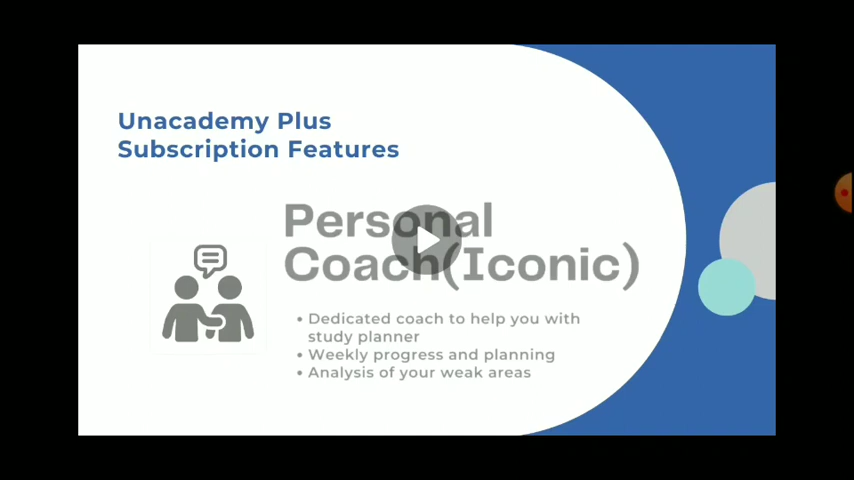 Unacademy Plus
Subscription Features
Personal
Coach(Iconic)
• Dedicated coach to help you with
study planner
• Weekly progress and planning
• Analysis of your weak areas